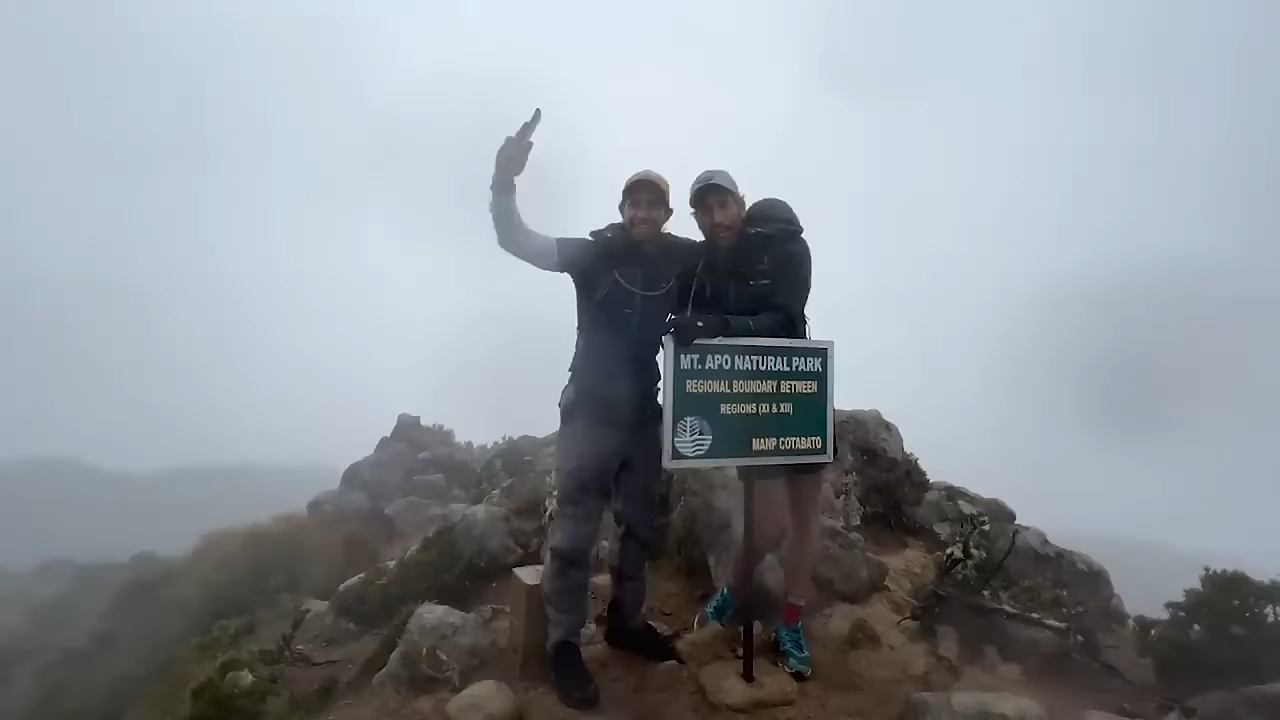 MT. APO NATURAL PARK
REGIONAL BOUNDARY BETWEEN
REGIONS (XI & XII)
MANP COTABATO